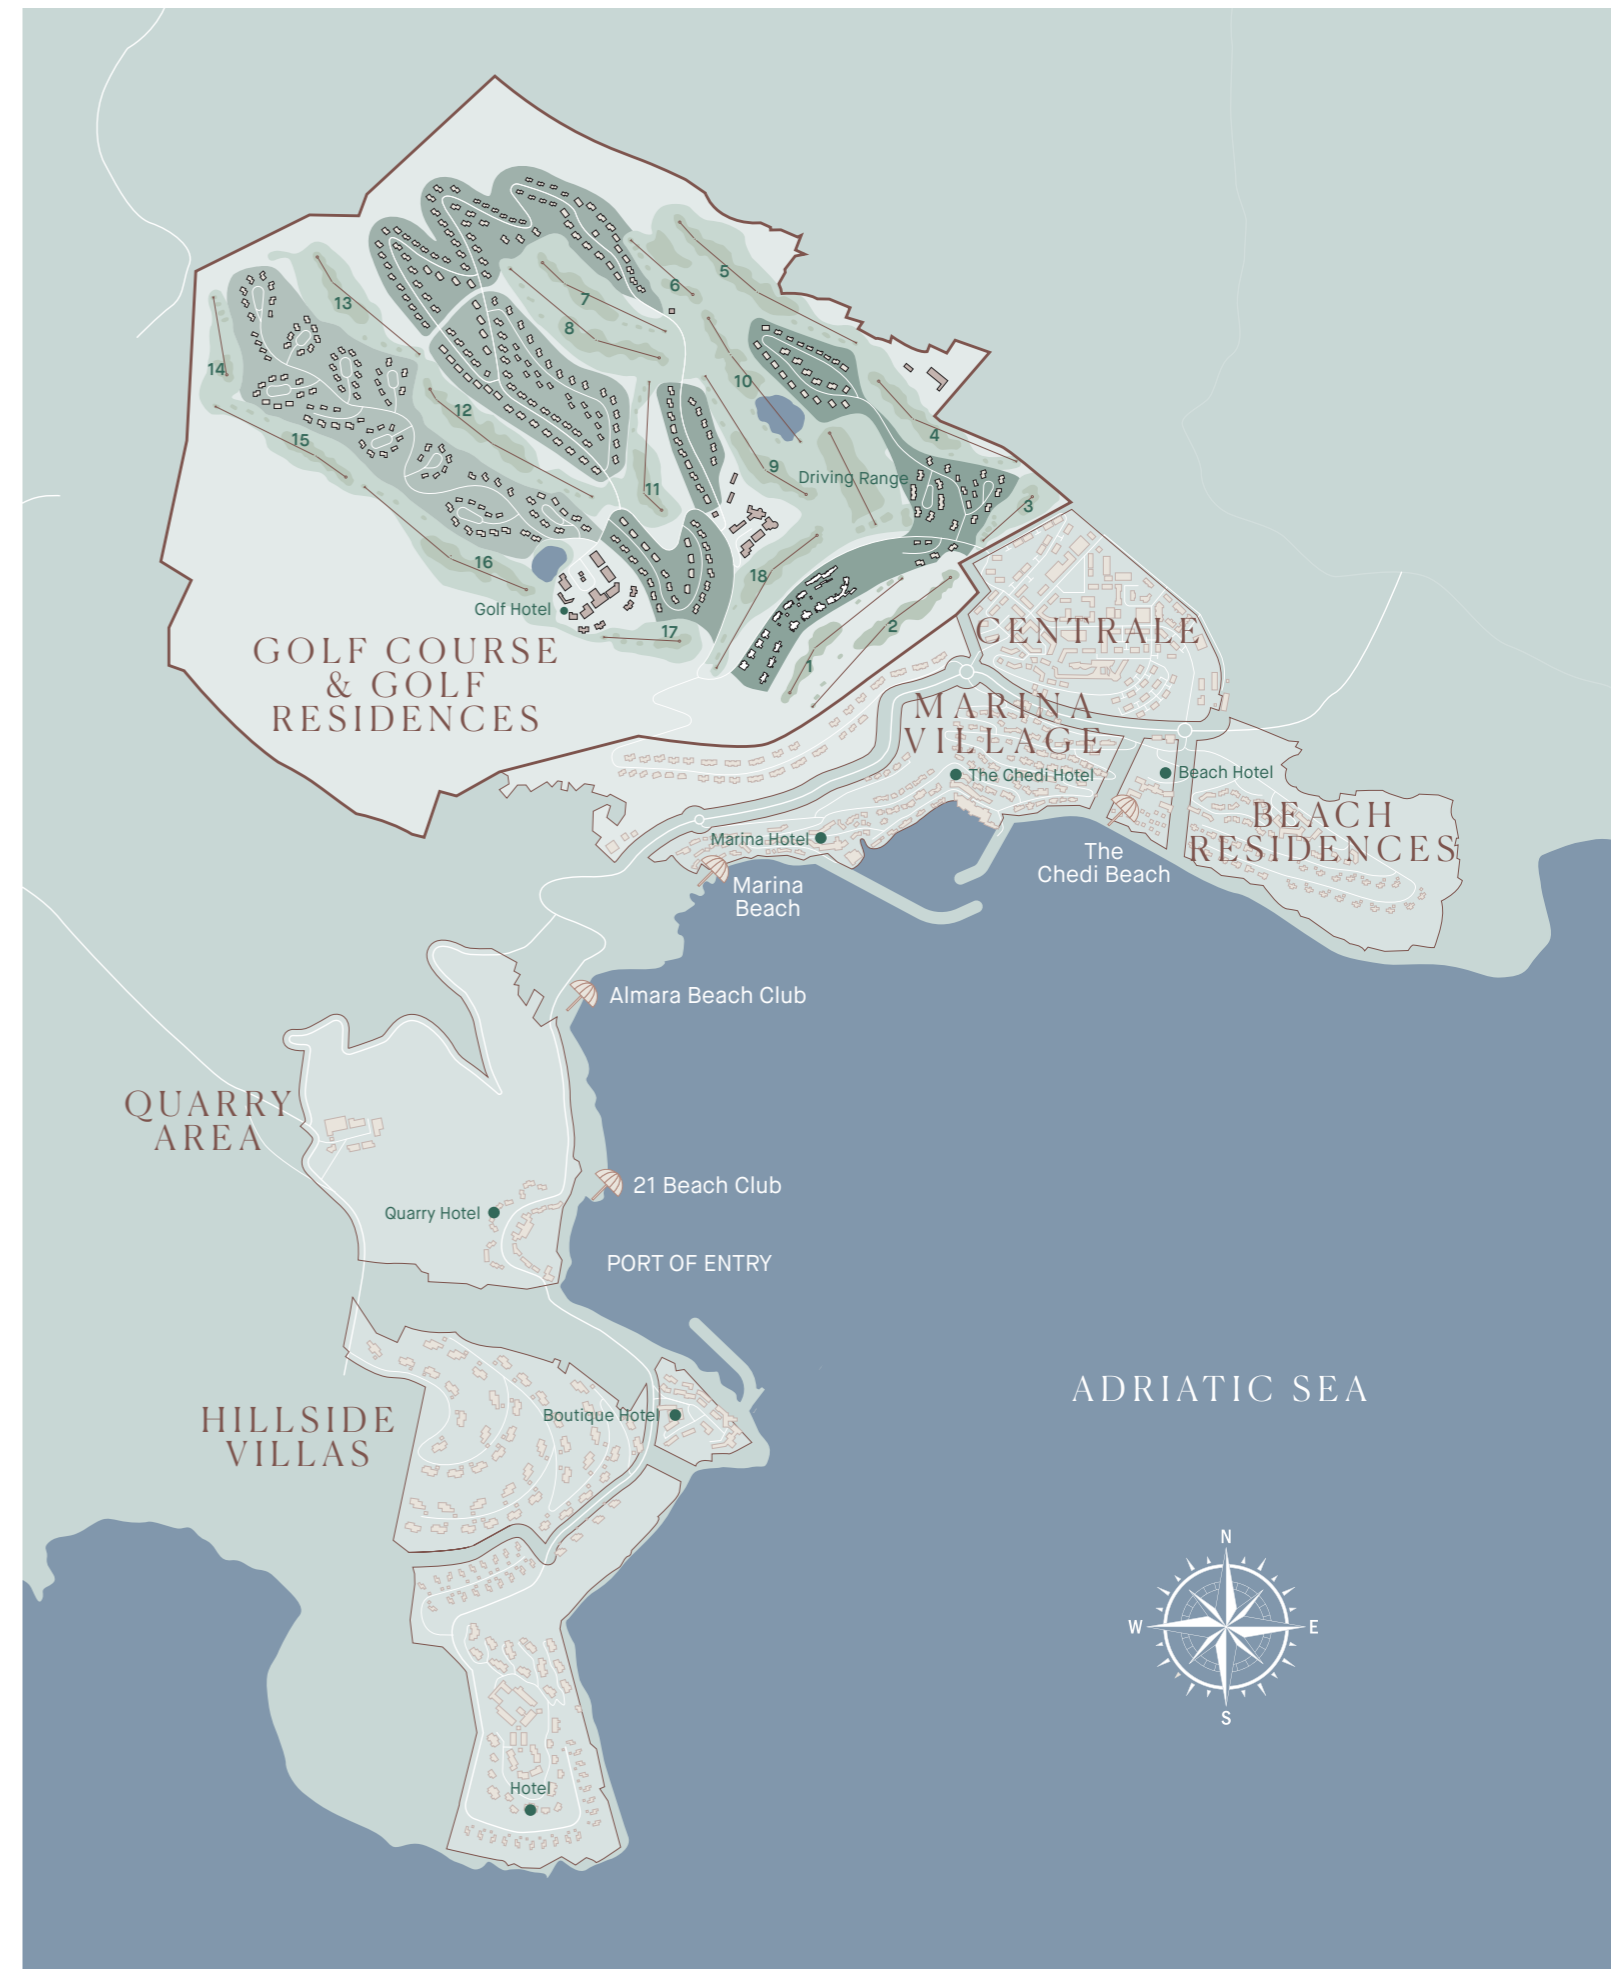 5
6
13
7
8
14
10
12
4
15
9
Driving Range
11
3
16
18
Golf Hotel
17
2
1
GOLF COURSE
& GOLF
RESIDENCES
CENTRALE
MARINA
VILLAGE
The Chedi Hotel
Beach Hotel
BEACH
RESIDENCES
Marina Hotel
The
Chedi Beach
Marina
Beach
Almara Beach Club
QUARRY
AREA
21 Beach Club
Quarry Hotel
PORT OF ENTRY
ADRIATIC SEA
HILLSIDE
VILLAS
Boutique Hotel
N
W
E
S
Hotel